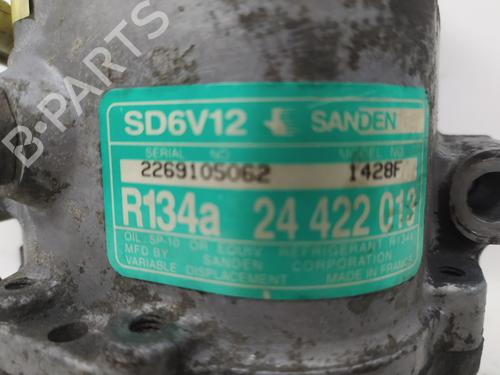 B-PARTS
SD6V12 SANDEN
SERIAL NO MODEL NO
2269105062 1428F
R134a 24 422 013
OIL: SP-10 OR EQUIV. REFRIGERANT R134a
MFD BY SANDEN CORPORATION
VARIABLE DISPLACEMENT MADE IN FRANCE